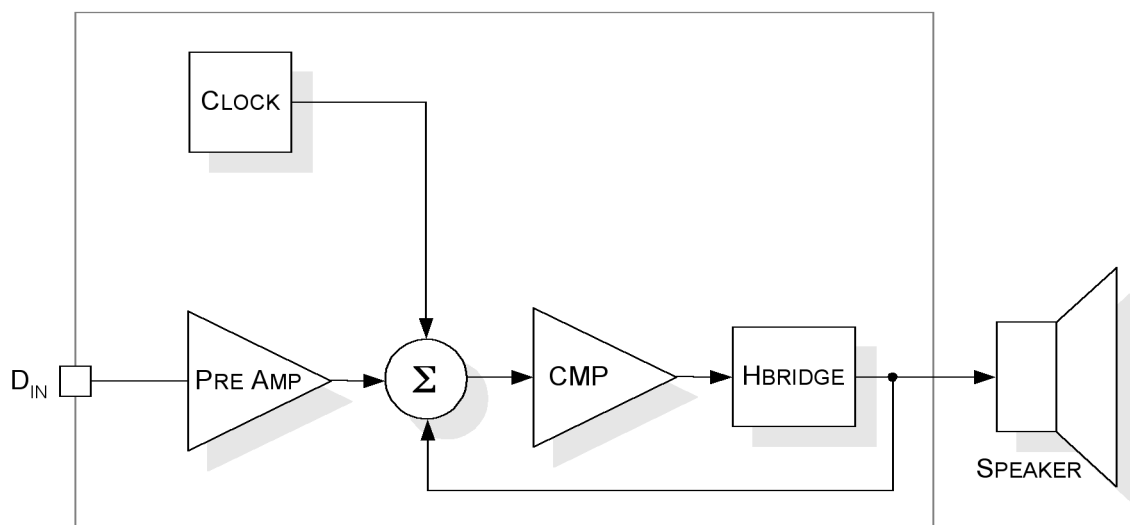 CLOCK
D_IN
PRE AMP
Σ
CMP
HBRIDGE
SPEAKER